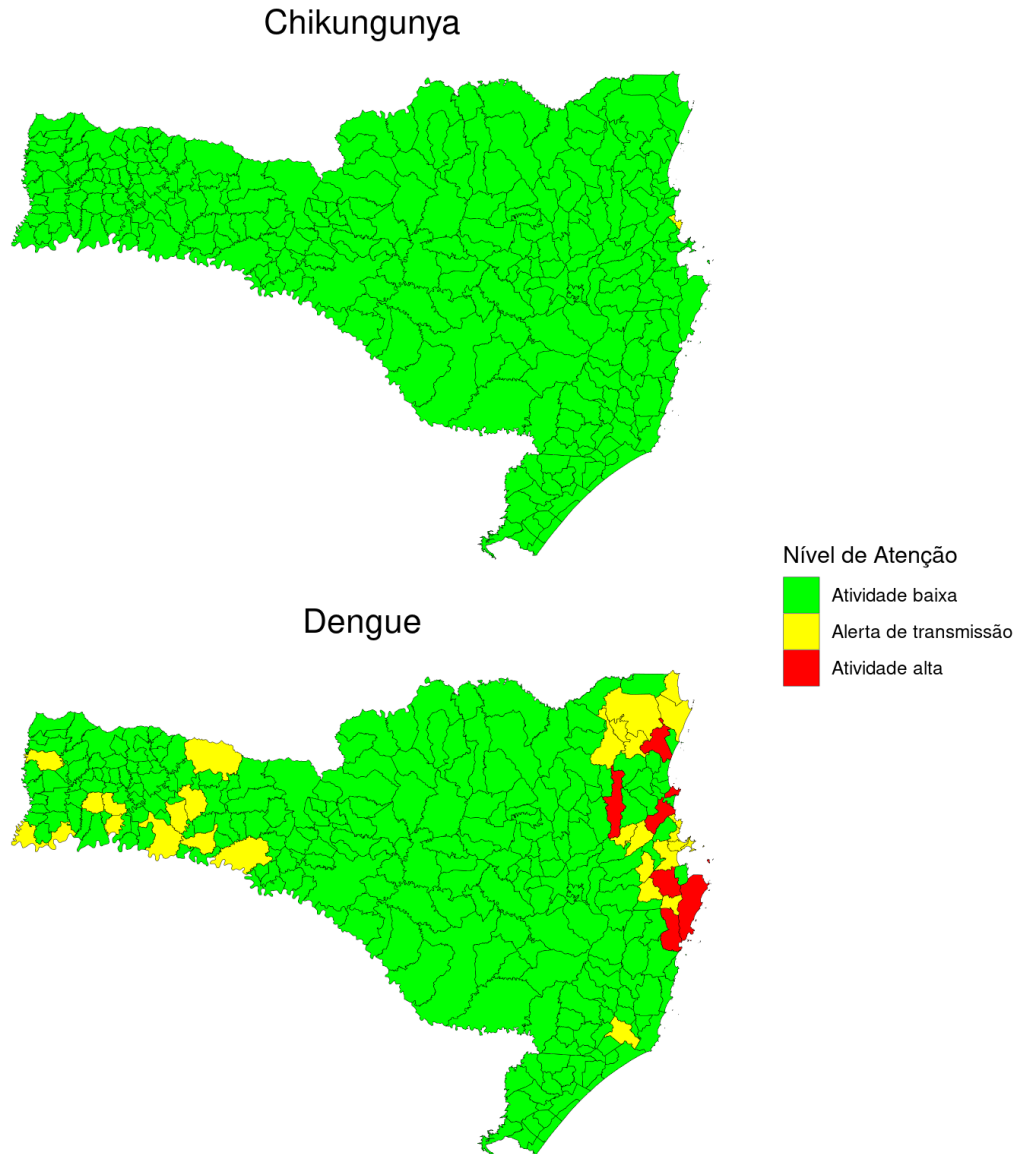 Chikungunya
Nível de Atenção
Atividade baixa
Alerta de transmissão
Atividade alta
Dengue